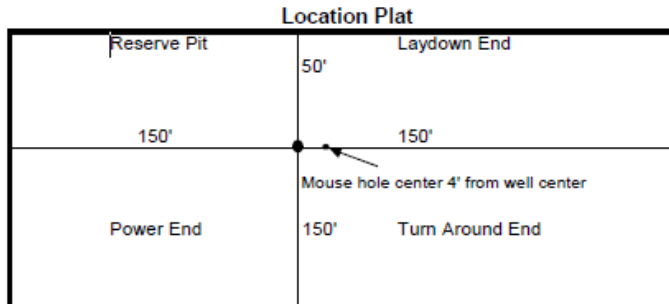 Location Plat
Reserve Pit
Laydown End
50'
150'
150'
Mouse hole center 4' from well center
Power End
150'
Turn Around End